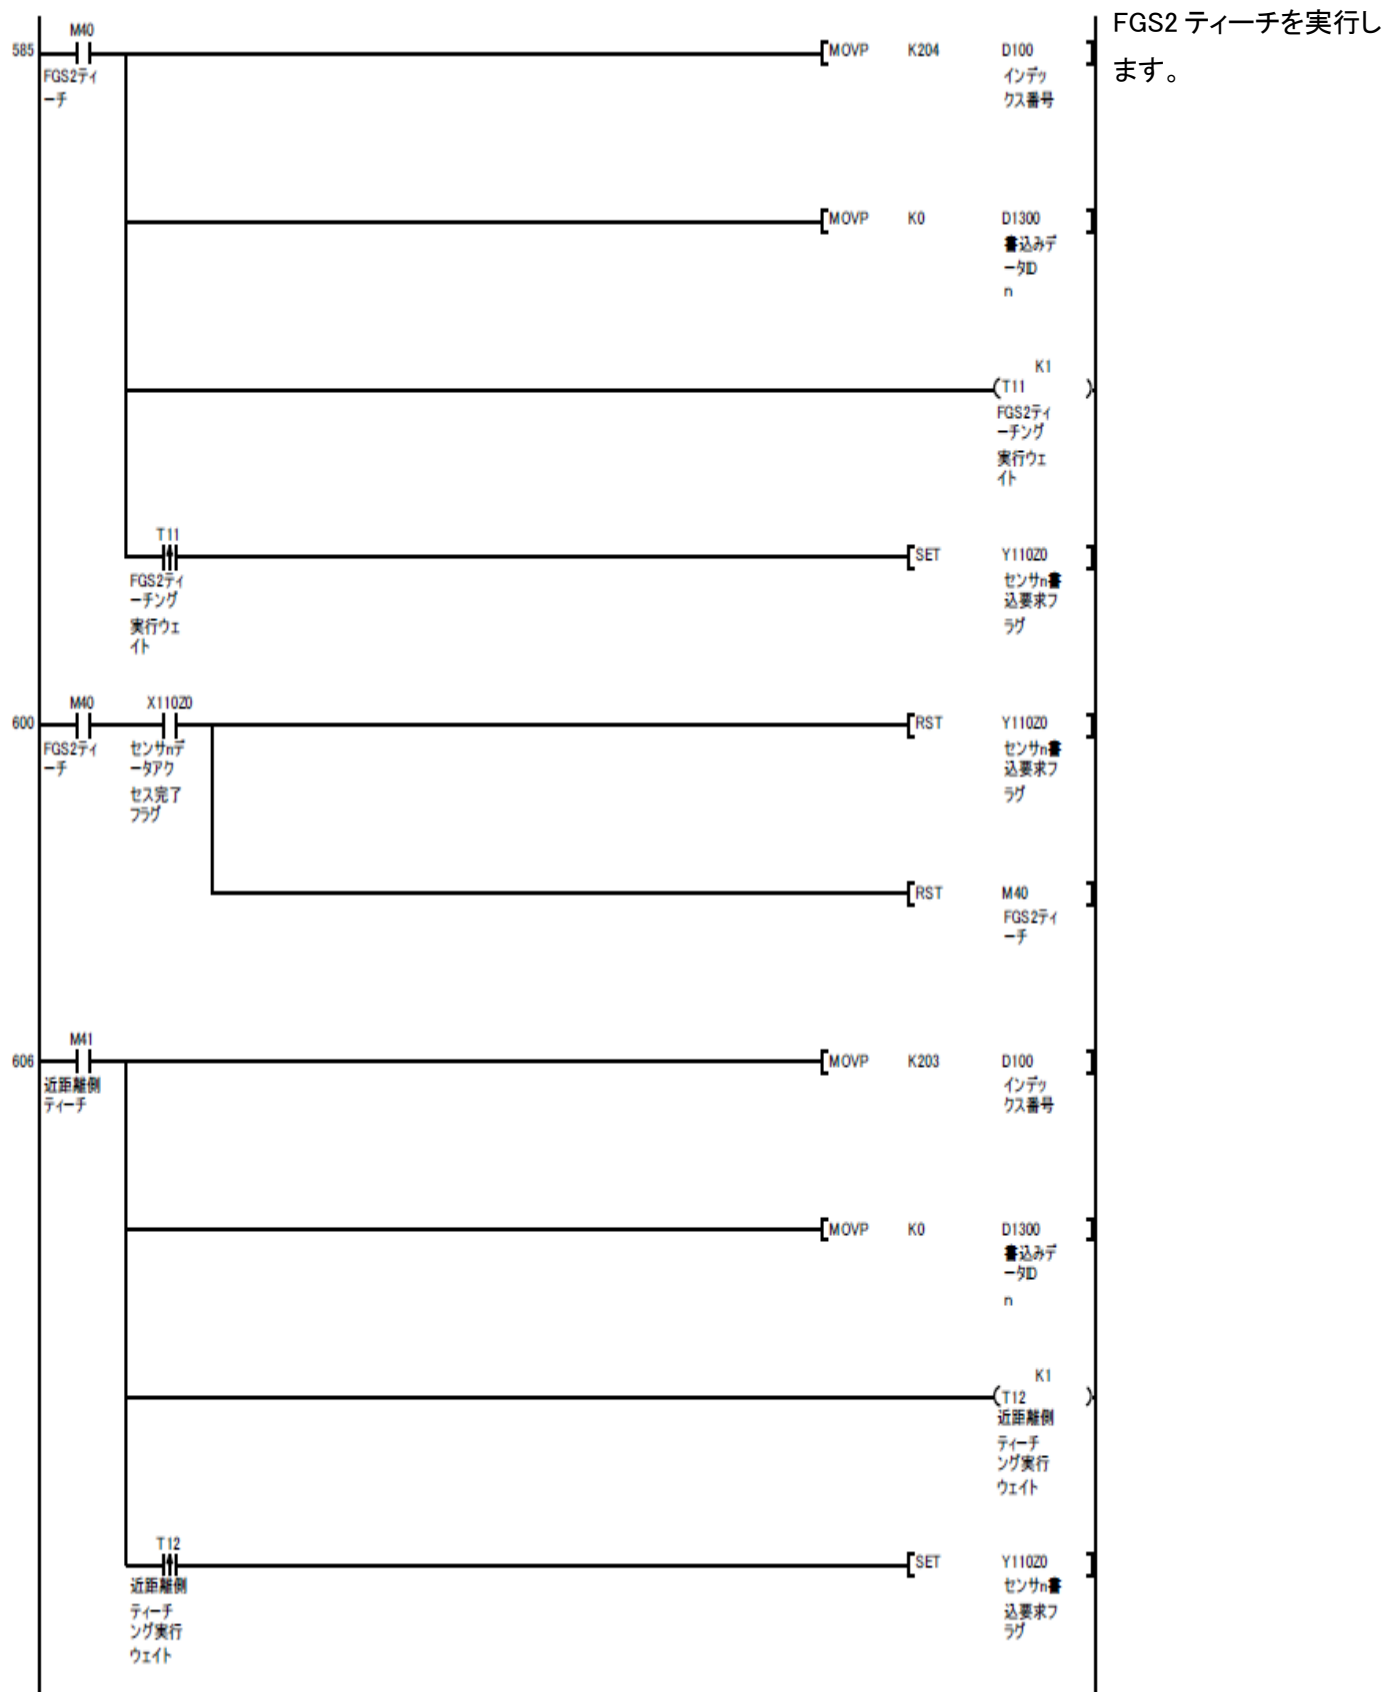 FGS2 ティーチを実行し
ます。
M40
585
MOVP K204 D100
FGS2ティ
ーチ
インデッ
クス番号
MOVP K0 D1300
書込みデ
ータID
n
K1
T11
FGS2ティ
ーチング
実行ウェ
イト
T11
SET Y110Z0
FGS2ティ
ーチング
実行ウェ
イト
センサn書
込要求フ
ラグ
M40 X110Z0
600
RST Y110Z0
FGS2ティ
ーチ
センサnデ
ータアク
セス完了
フラグ
センサn書
込要求フ
ラグ
RST M40
FGS2ティ
ーチ
M41
606
MOVP K203 D100
近距離側
ティーチ
インデッ
クス番号
MOVP K0 D1300
書込みデ
ータID
n
K1
T12
近距離側
ティーチ
ング実行
ウェイト
T12
SET Y110Z0
近距離側
ティーチ
ング実行
ウェイト
センサn書
込要求フ
ラグ